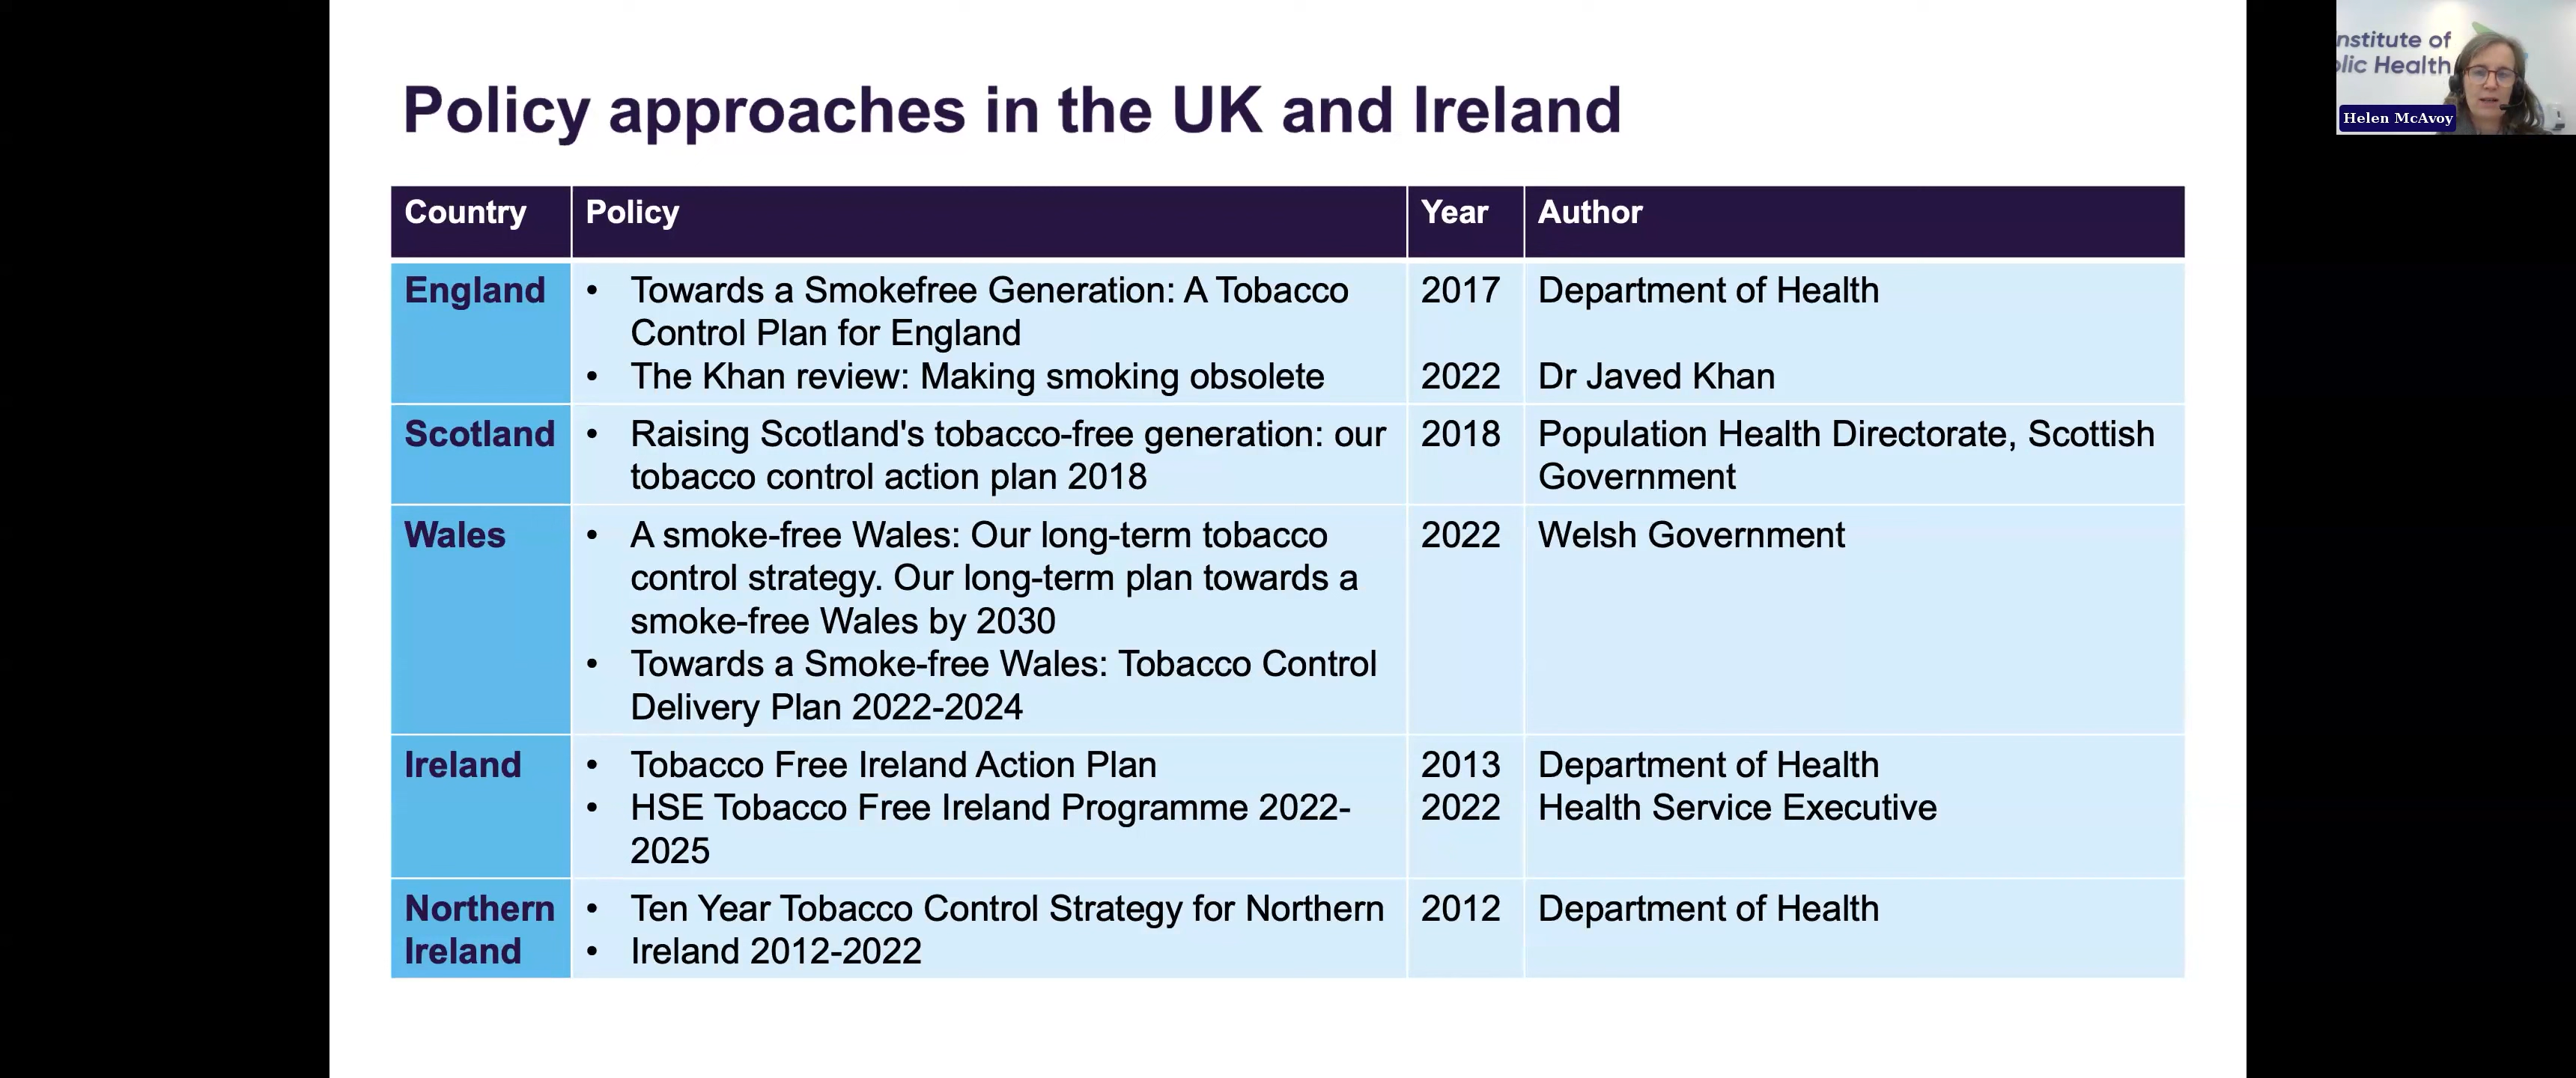 Policy approaches in the UK and Ireland
nstitute of
lic Health
Helen McAvoy
Country Policy Year Author
England
• Towards a Smokefree Generation: A Tobacco
Control Plan for England
• The Khan review: Making smoking obsolete
2017
2022
Department of Health
Dr Javed Khan
Scotland
• Raising Scotland's tobacco-free generation: our
tobacco control action plan 2018
2018
Population Health Directorate, Scottish
Government
Wales
• A smoke-free Wales: Our long-term tobacco
control strategy. Our long-term plan towards a
smoke-free Wales by 2030
• Towards a Smoke-free Wales: Tobacco Control
Delivery Plan 2022-2024
2022
Welsh Government
Ireland
• Tobacco Free Ireland Action Plan
• HSE Tobacco Free Ireland Programme 2022-
2025
2013
2022
Department of Health
Health Service Executive
Northern
Ireland
• Ten Year Tobacco Control Strategy for Northern
• Ireland 2012-2022
2012
Department of Health